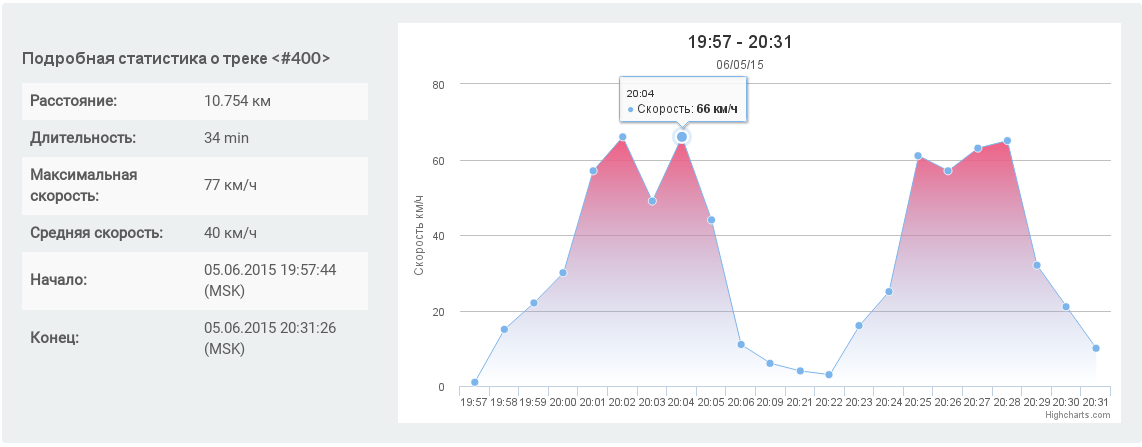 Подробная статистика о треке <#400>
Расстояние: 10.754 км
Длительность: 34 min
Максимальная
скорость: 77 км/ч
Средняя скорость: 40 км/ч
Начало: 05.06.2015 19:57:44
(MSK)
Конец: 05.06.2015 20:31:26
(MSK)
19:57 - 20:31
06/05/15
20:04
Скорость: 66 км/ч
Скорость км/ч
80
60
40
20
0
19:57 19:58 19:59 20:00 20:01 20:02 20:03 20:04 20:05 20:06 20:09 20:21 20:22 20:23 20:24 20:25 20:26 20:27 20:28 20:29 20:30 20:31
Highcharts.com